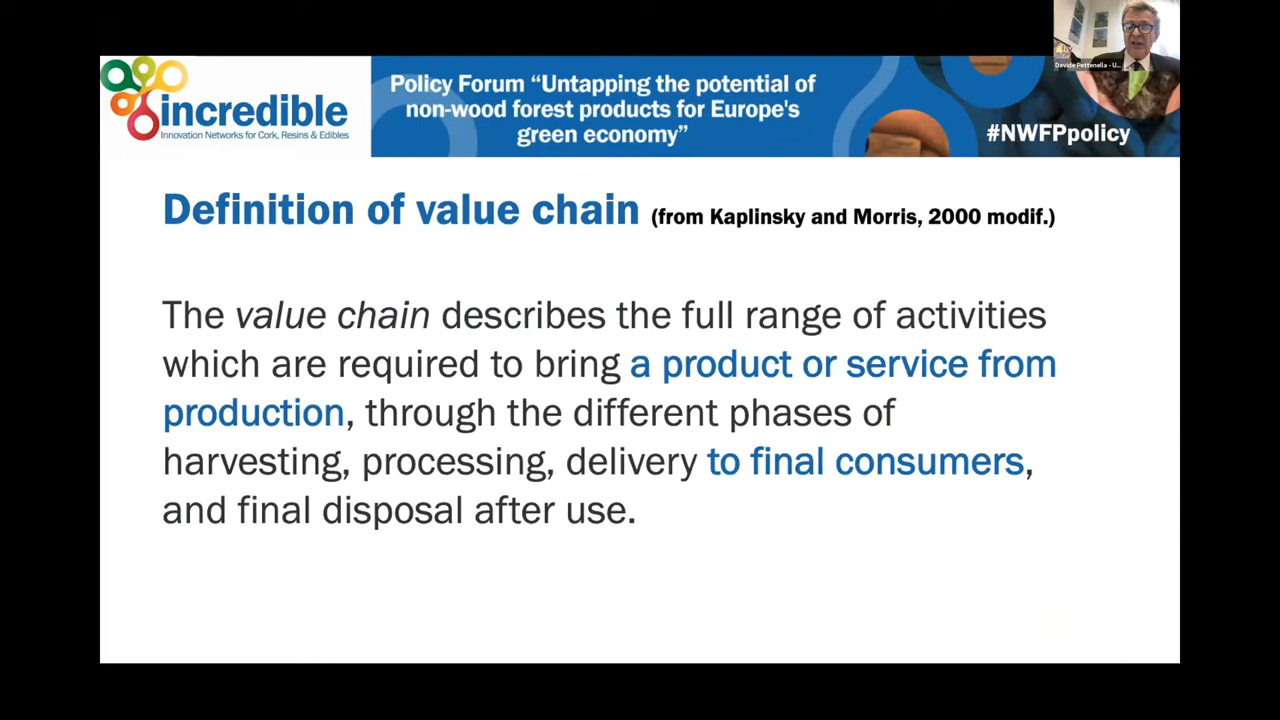 Davide Pettenella - U...
incredible
Innovation Networks for Cork, Resins & Edibles
Policy Forum “Untapping the potential of
non-wood forest products for Europe's
green economy”
#NWFPpolicy
Definition of value chain (from Kaplinsky and Morris, 2000 modif.)
The value chain describes the full range of activities
which are required to bring a product or service from
production, through the different phases of
harvesting, processing, delivery to final consumers,
and final disposal after use.